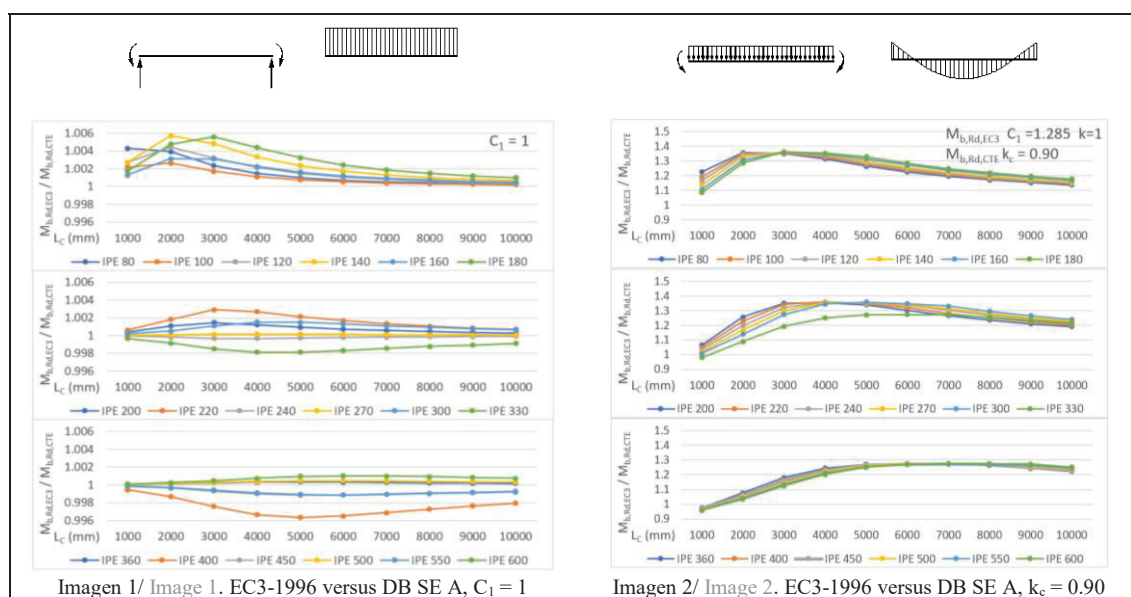 C1 = 1
Mb,Rd,EC3 / Mb,Rd,CTE
1.006
1.004
1.002
1
0.998
0.996
LC (mm)
1000 2000 3000 4000 5000 6000 7000 8000 9000 10000
IPE 80 IPE 100 IPE 120 IPE 140 IPE 160 IPE 180
Mb,Rd,EC3 / Mb,Rd,CTE
1.006
1.004
1.002
1
0.998
0.996
LC (mm)
1000 2000 3000 4000 5000 6000 7000 8000 9000 10000
IPE 200 IPE 220 IPE 240 IPE 270 IPE 300 IPE 330
Mb,Rd,EC3 / Mb,Rd,CTE
1.006
1.004
1.002
1
0.998
0.996
LC (mm)
1000 2000 3000 4000 5000 6000 7000 8000 9000 10000
IPE 360 IPE 400 IPE 450 IPE 500 IPE 550 IPE 600
Imagen 1/ Image 1. EC3-1996 versus DB SE A, C1 = 1
Mb,Rd,EC3 C1 =1.285 k=1
Mb,Rd,CTE kc = 0.90
Mb,Rd,EC3 / Mb,Rd,CTE
1.5
1.4
1.3
1.2
1.1
1
0.9
LC (mm)
1000 2000 3000 4000 5000 6000 7000 8000 9000 10000
IPE 80 IPE 100 IPE 120 IPE 140 IPE 160 IPE 180
Mb,Rd,EC3 / Mb,Rd,CTE
1.5
1.4
1.3
1.2
1.1
1
0.9
LC (mm)
1000 2000 3000 4000 5000 6000 7000 8000 9000 10000
IPE 200 IPE 220 IPE 240 IPE 270 IPE 300 IPE 330
Mb,Rd,EC3 / Mb,Rd,CTE
1.5
1.4
1.3
1.2
1.1
1
0.9
LC (mm)
1000 2000 3000 4000 5000 6000 7000 8000 9000 10000
IPE 360 IPE 400 IPE 450 IPE 500 IPE 550 IPE 600
Imagen 2/ Image 2. EC3-1996 versus DB SE A, kc = 0.90